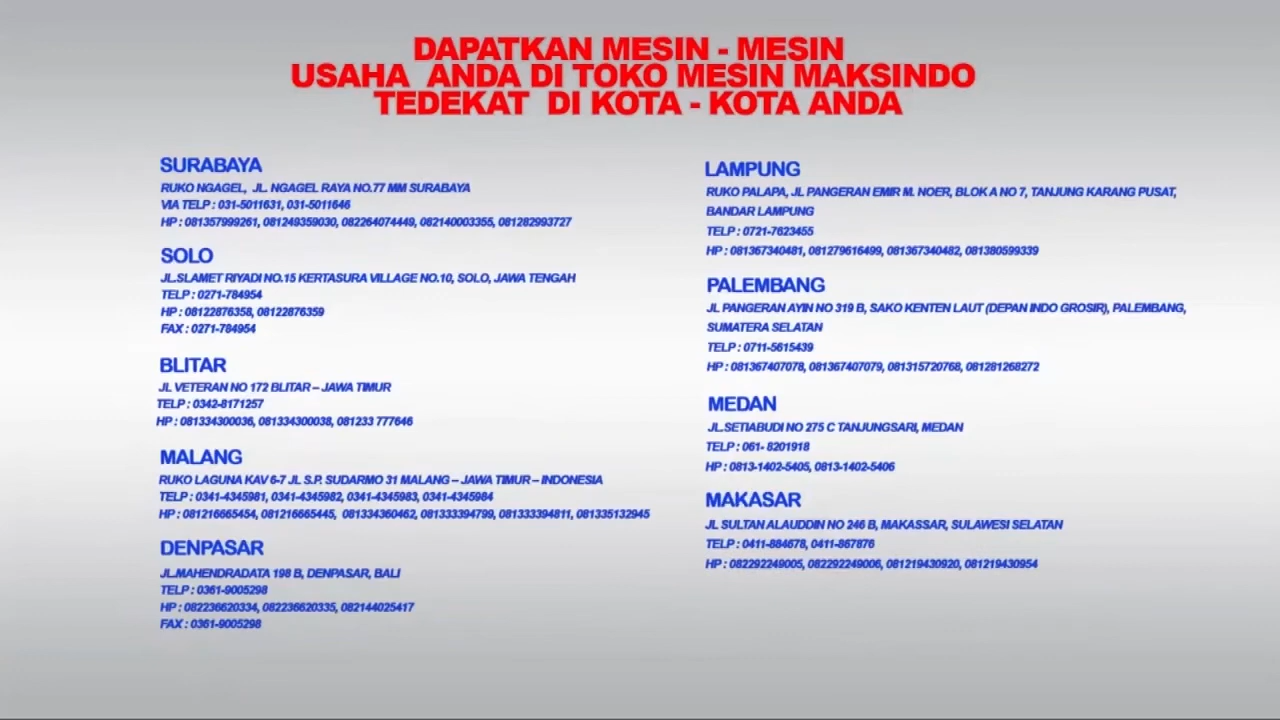 DAPATKAN MESIN - MESIN
USAHA ANDA DI TOKO MESIN MAKSINDO
TEDEKAT DI KOTA - KOTA ANDA
SURABAYA
RUKO NGAGEL, JL. NGAGEL RAYA NO.77 MM SURABAYA
VIA TELP : 031-5011631, 031-5011646
HP : 081357999261, 081249359030, 082264074449, 082140003355, 081282993727
SOLO
JL.SLAMET RIYADI NO.15 KERTASURA VILLAGE NO.10, SOLO, JAWA TENGAH
TELP : 0271-784954
HP : 08122876358, 08122876359
FAX : 0271-784954
BLITAR
JL VETERAN NO 172 BLITAR – JAWA TIMUR
TELP : 0342-8171257
HP : 081334300036, 081334300038, 081233 777646
MALANG
RUKO LAGUNA KAV 6-7 JL S.P. SUDARMO 31 MALANG – JAWA TIMUR – INDONESIA
TELP : 0341-4345981, 0341-4345982, 0341-4345983, 0341-4345984
HP : 081216665454, 081216665445, 081334360462, 081333394799, 081333394811, 081335132945
DENPASAR
JL.MAHENDRADATA 198 B, DENPASAR, BALI
TELP : 0361-9005298
HP : 082236620334, 082236620335, 082144025417
FAX : 0361-9005298
LAMPUNG
RUKO PALAPA, JL PANGERAN EMIR M. NOER, BLOK A NO 7, TANJUNG KARANG PUSAT,
BANDAR LAMPUNG
TELP : 0721-7623455
HP : 081367340481, 081279616499, 081367340482, 081380599339
PALEMBANG
JL PANGERAN AYIN NO 319 B, SAKO KENTEN LAUT (DEPAN INDO GROSIR), PALEMBANG,
SUMATERA SELATAN
TELP : 0711-5615439
HP : 081367407078, 081367407079, 081315720768, 081281268272
MEDAN
JL.SETIABUDI NO 275 C TANJUNGSARI, MEDAN
TELP : 061- 8201918
HP : 0813-1402-5405, 0813-1402-5406
MAKASAR
JL SULTAN ALAUDDIN NO 246 B, MAKASSAR, SULAWESI SELATAN
TELP : 0411-884678, 0411-867876
HP : 082292249005, 082292249006, 081219430920, 081219430954